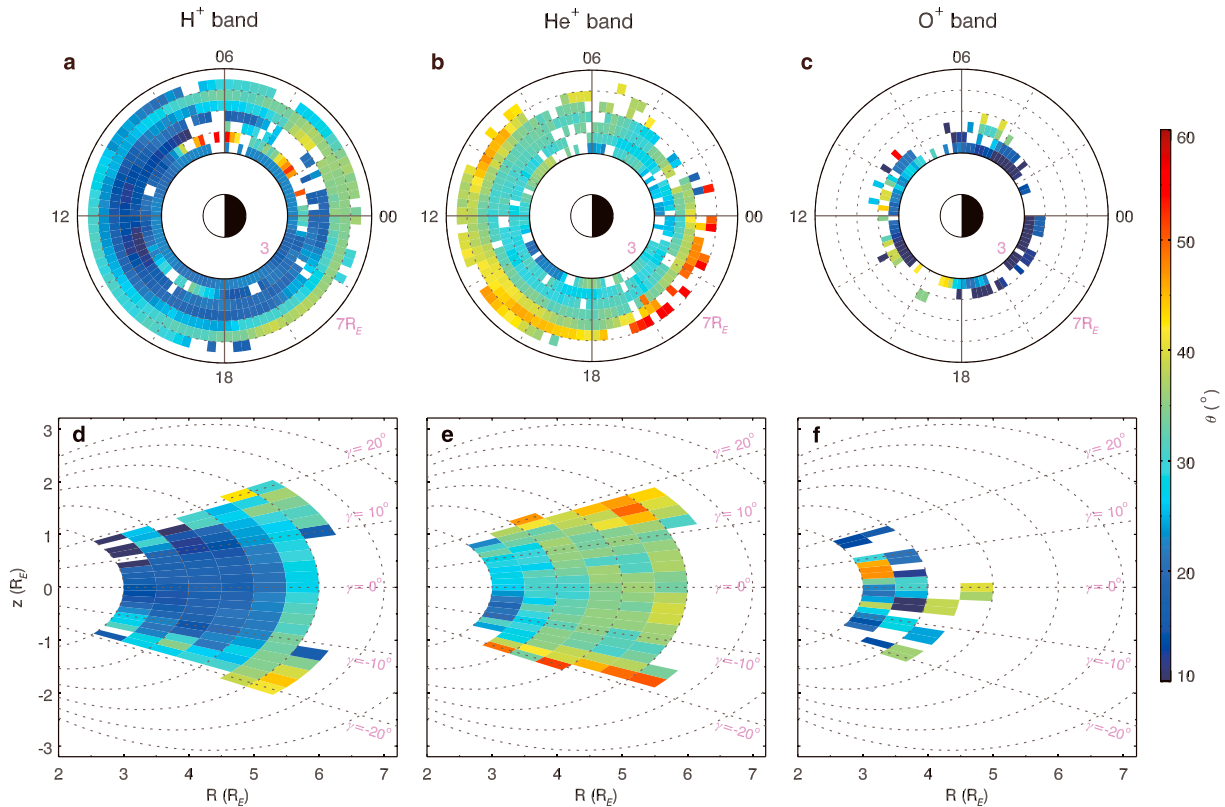 H⁺ band He⁺ band O⁺ band
a 06 b 06 c 06
12 00 12 00 12 00
3 3 3
7R_E 7R_E 7R_E
18 18 18
60
50
40
30
20
10
θ (°)
d e f
γ= 20° γ= 20° γ= 20°
γ= 10° γ= 10° γ= 10°
γ= 0° γ= 0° γ= 0°
γ=-10° γ=-10° γ=-10°
γ=-20° γ=-20° γ=-20°
z (R_E)
3
2
1
0
-1
-2
-3
2 3 4 5 6 7 2 3 4 5 6 7 2 3 4 5 6 7
R (R_E) R (R_E) R (R_E)